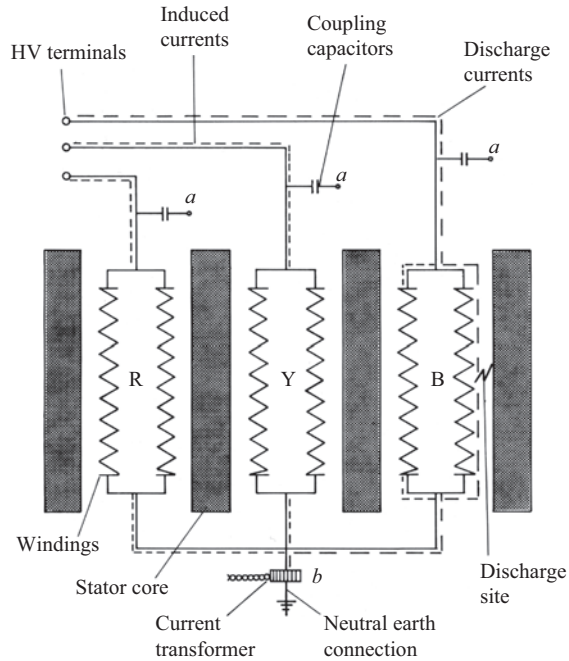 Induced
currents
Coupling
capacitors
HV terminals
Discharge
currents
a
a
a
R
Y
B
Windings
Stator core
b
Discharge
site
Current
transformer
Neutral earth
connection